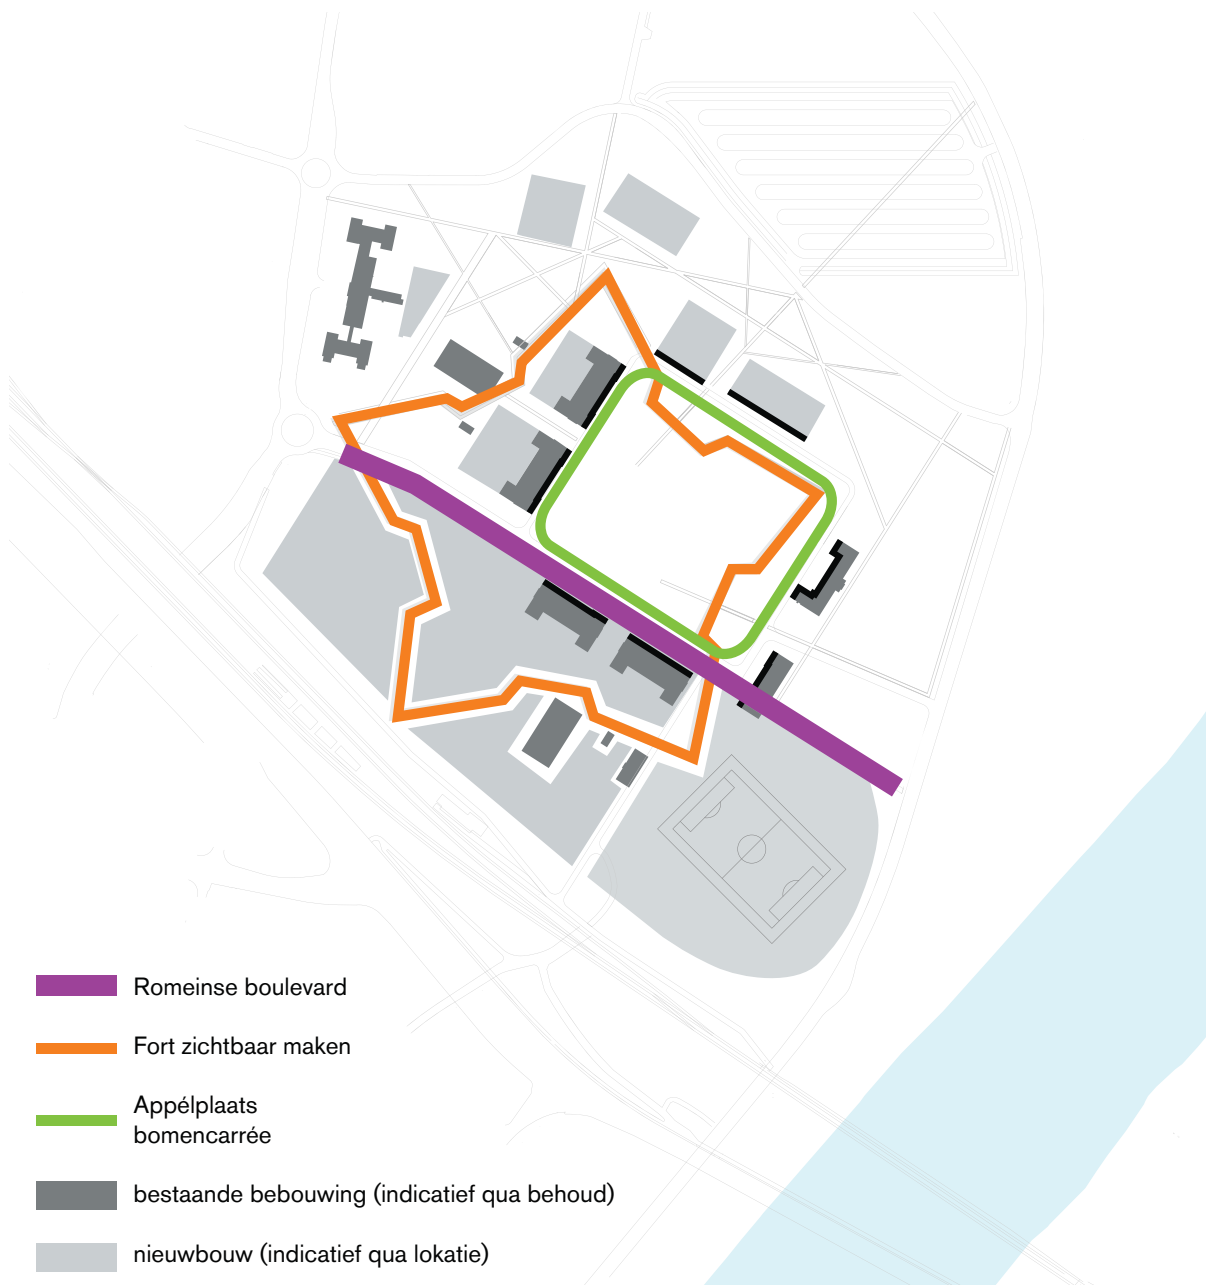 Romeinse boulevard
Fort zichtbaar maken
Appélplaats
bomencarrée
bestaande bebouwing (indicatief qua behoud)
nieuwbouw (indicatief qua lokatie)